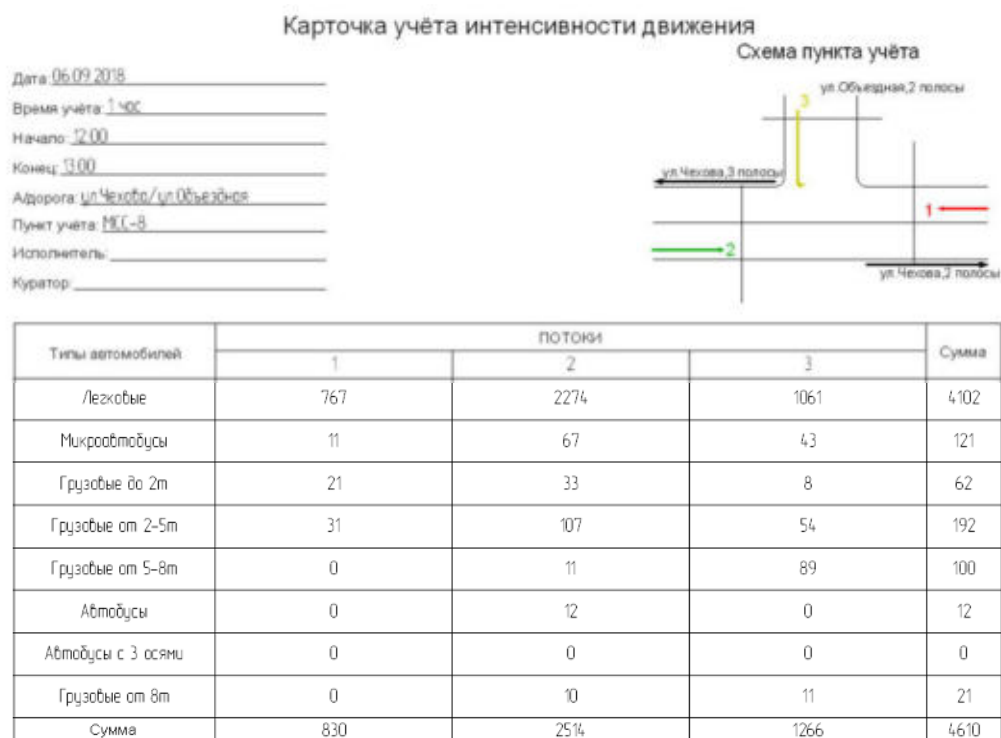 Карточка учёта интенсивности движения
Схема пункта учёта
Дата: 06.09.2018
Время учёта: 1 час
Начало: 12:00
Конец: 13:00
А/дорога: ул.Чехова/ул.Объездная
Пункт учёта: МСС-8
Исполнитель:
Куратор:
ул.Объездная,2 полосы
3
ул.Чехова,3 полосы
1
2
ул.Чехова,2 полосы
Типы автомобилей ПОТОКИ Сумма
1 2 3
Легковые 767 2274 1061 4102
Микроавтобусы 11 67 43 121
Грузовые до 2т 21 33 8 62
Грузовые от 2-5т 31 107 54 192
Грузовые от 5-8т 0 11 89 100
Автобусы 0 12 0 12
Автобусы с 3 осями 0 0 0 0
Грузовые от 8т 0 10 11 21
Сумма 830 2514 1266 4610